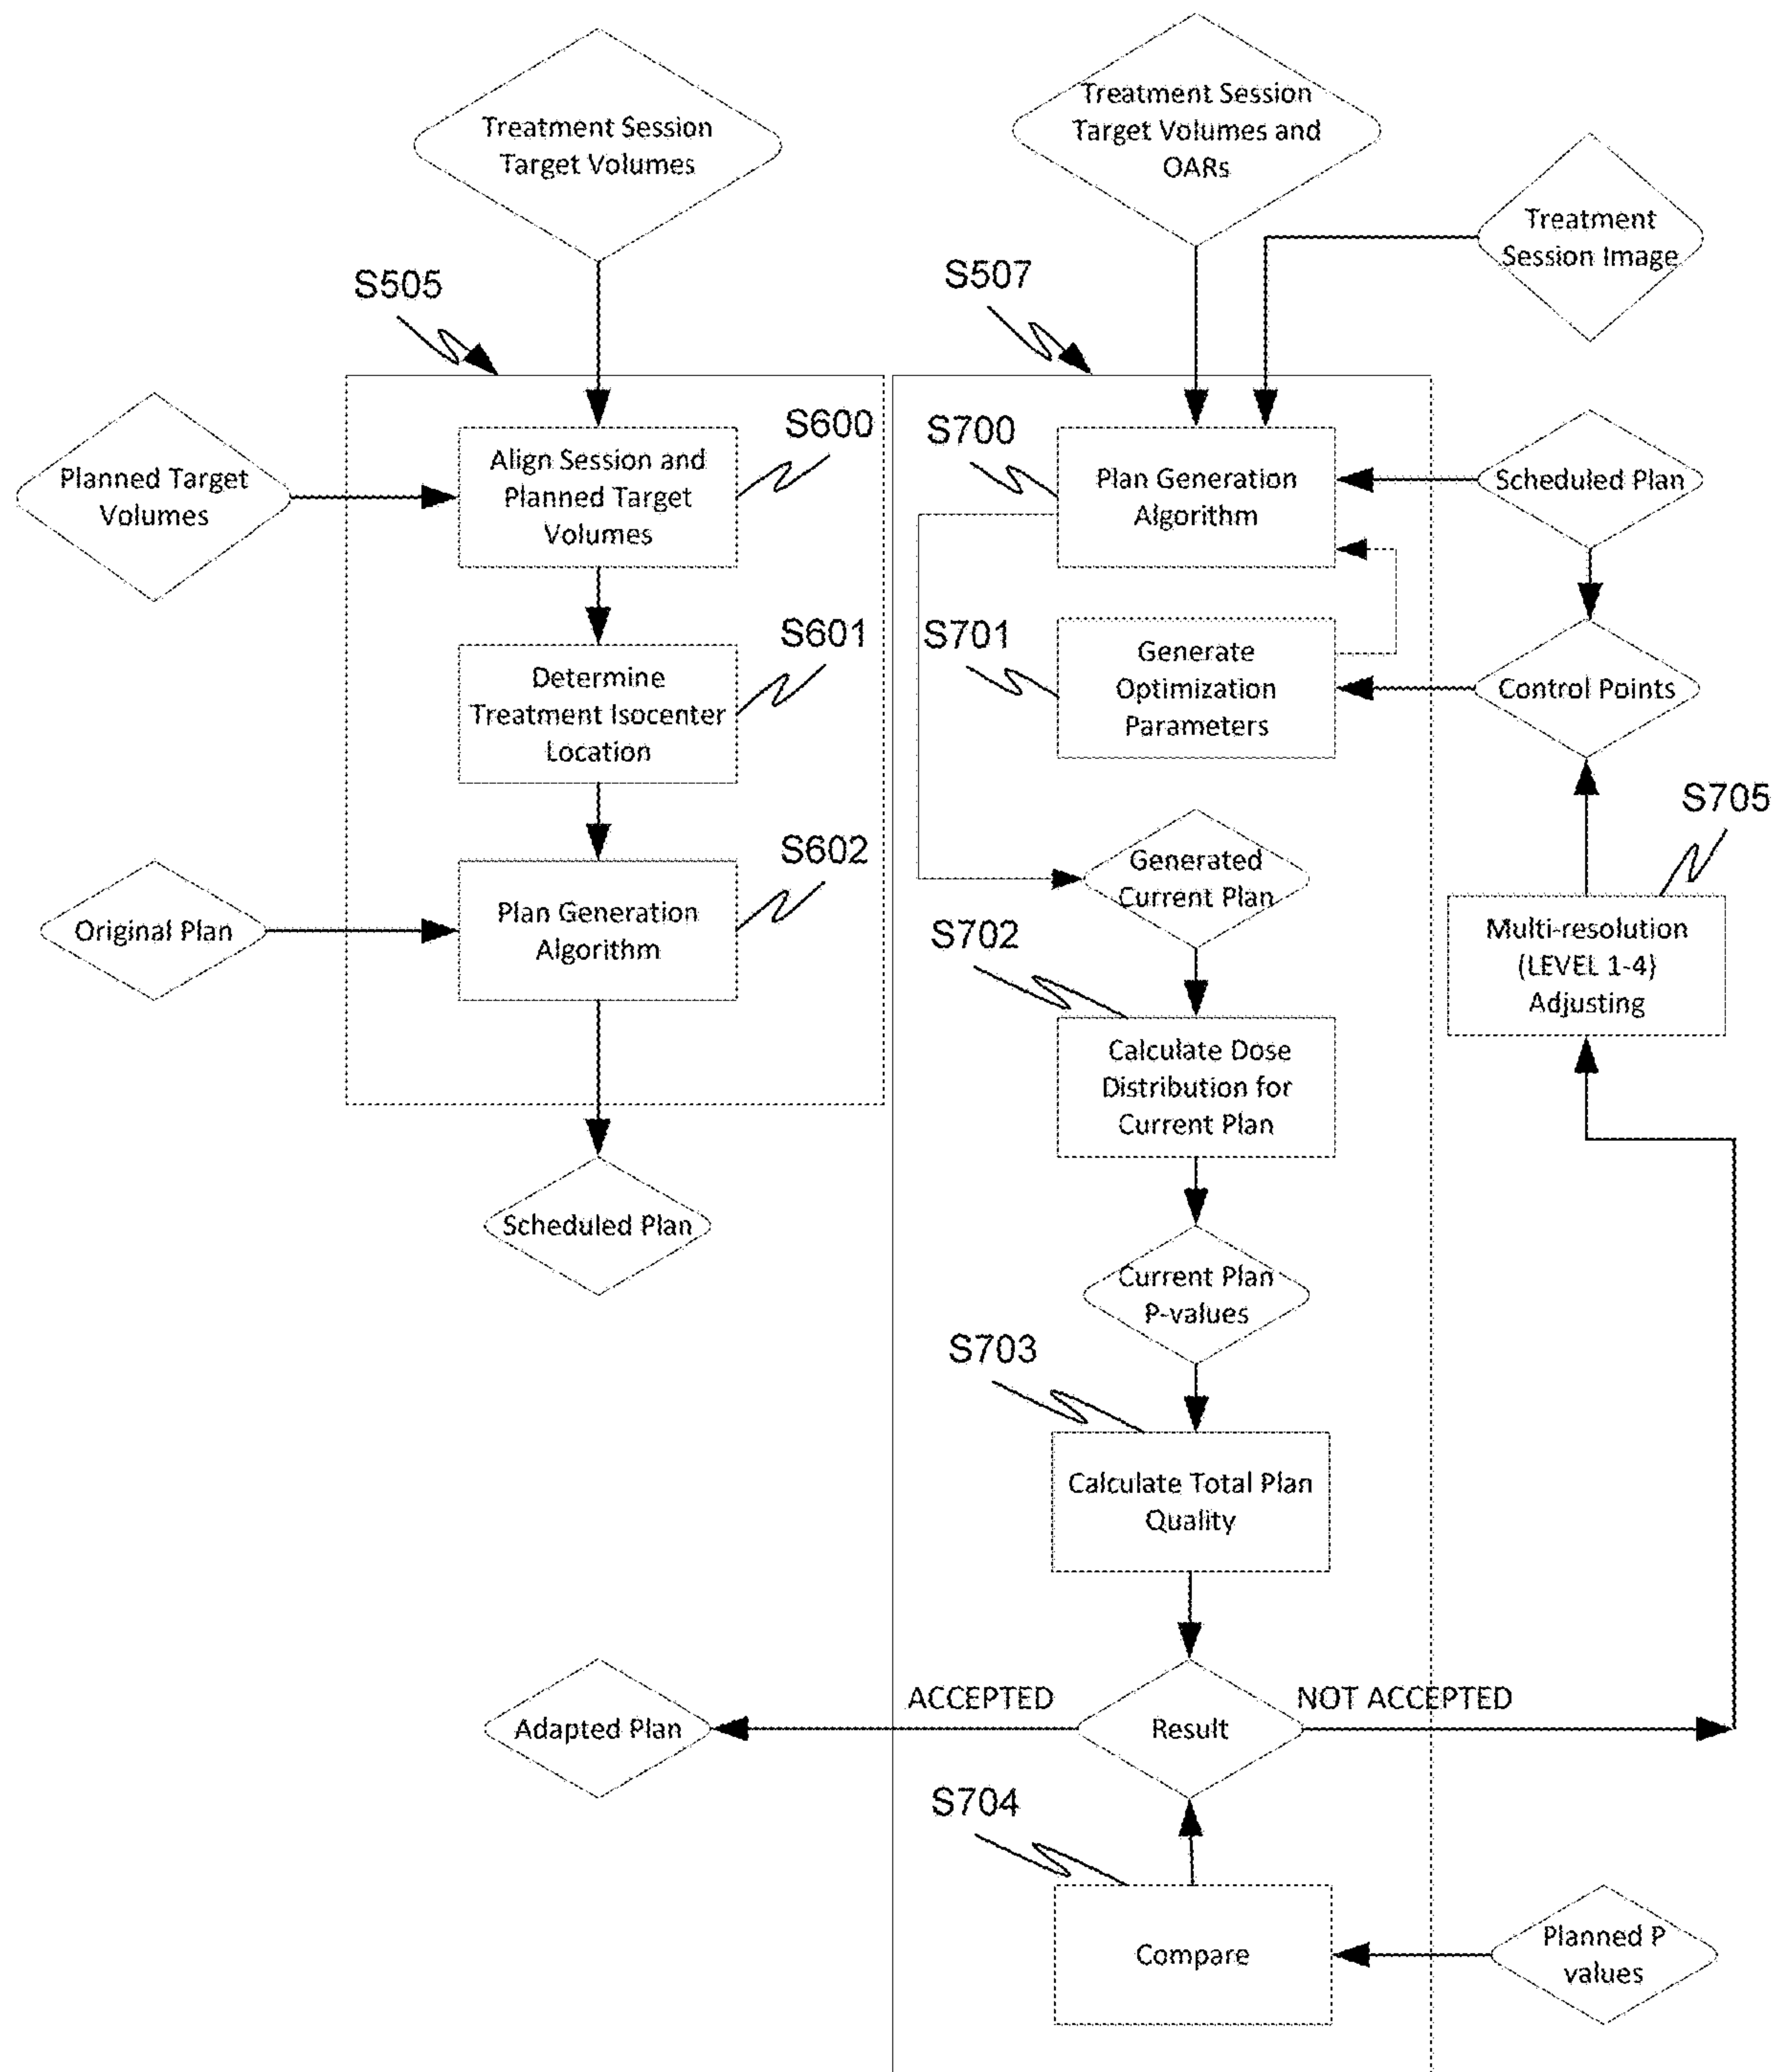 Treatment Session
Target Volumes
S505
Planned Target
Volumes
Align Session and
Planned Target
Volumes
S600
Determine
Treatment Isocenter
Location
S601
Original Plan
Plan Generation
Algorithm
S602
Scheduled Plan
Treatment Session
Target Volumes and
OARs
Treatment
Session Image
S507
S700
Plan Generation
Algorithm
Scheduled Plan
S701
Generate
Optimization
Parameters
Control Points
S705
Multi-resolution
(LEVEL 1-4)
Adjusting
Generated
Current Plan
S702
Calculate Dose
Distribution for
Current Plan
Current Plan
P-values
S703
Calculate Total Plan
Quality
Adapted Plan
ACCEPTED
Result
NOT ACCEPTED
S704
Compare
Planned P
values